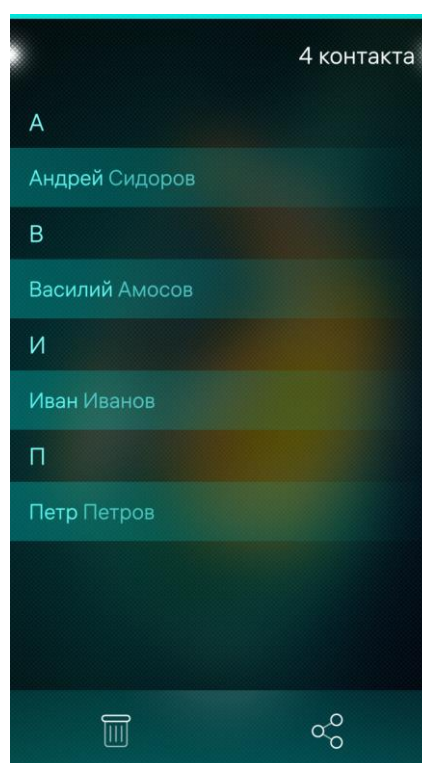 4 контакта
А
Андрей Сидоров
В
Василий Амосов
И
Иван Иванов
П
Петр Петров